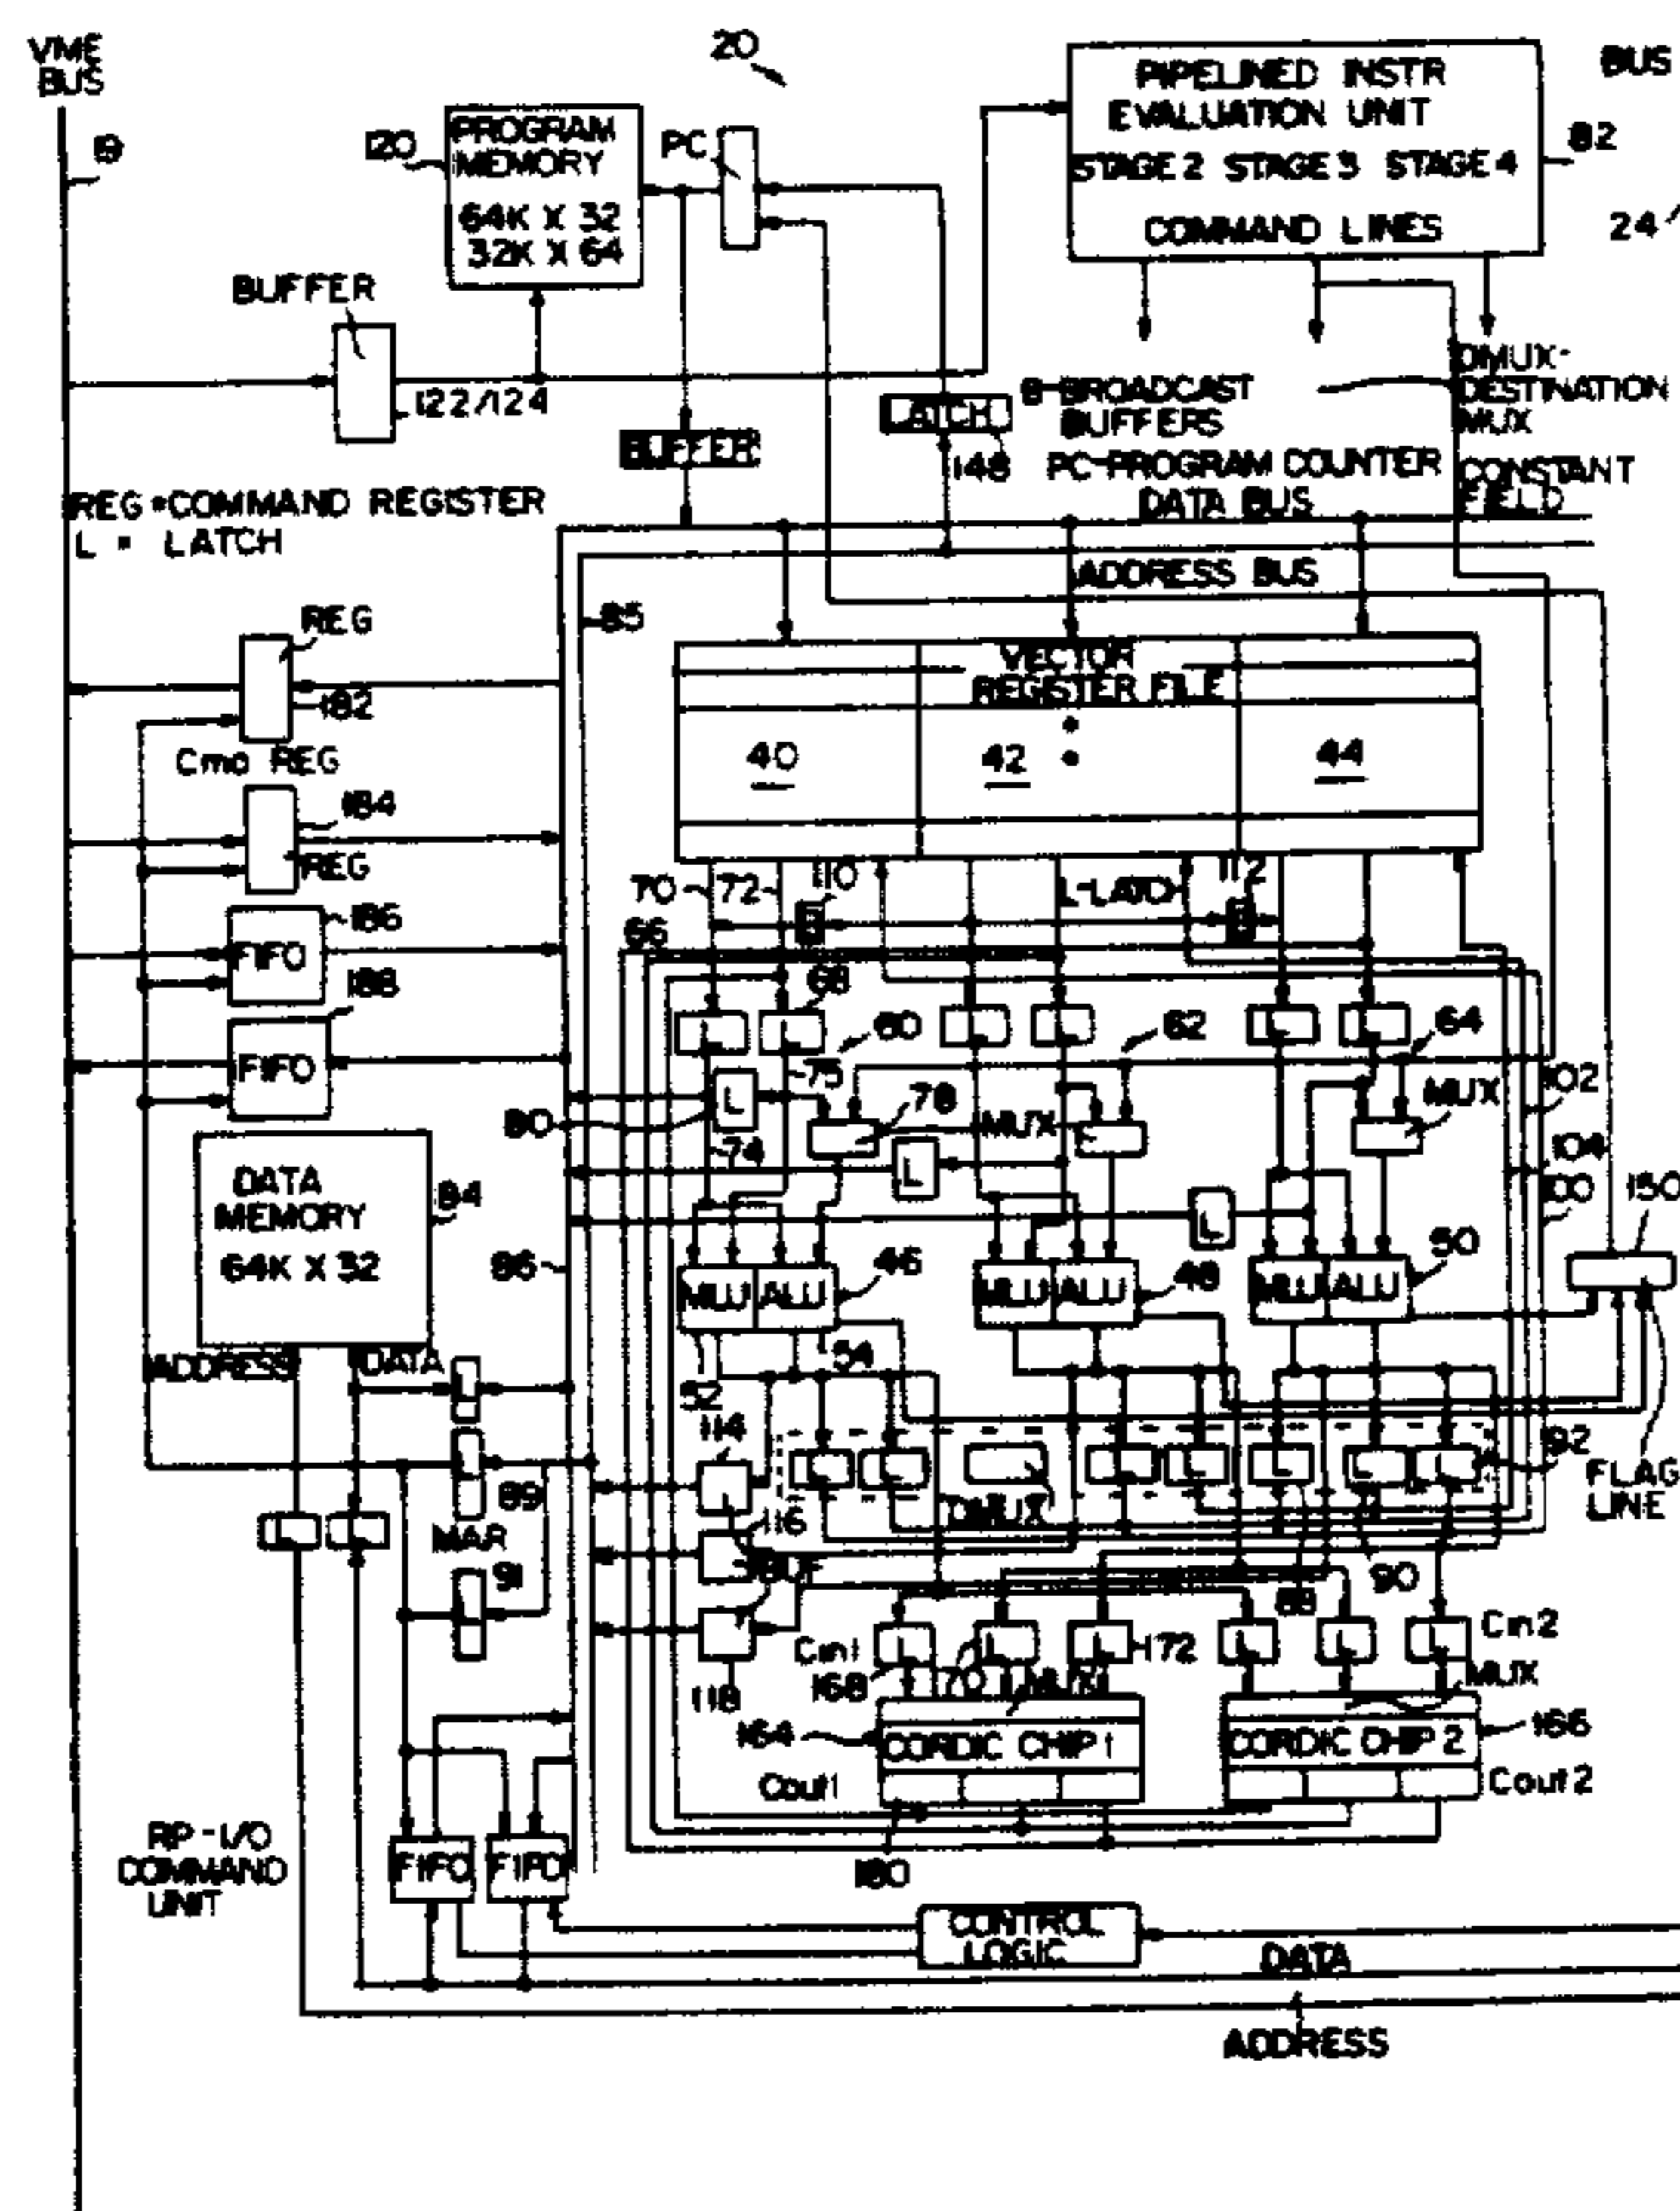 VME
BUS
19
20
120
PROGRAM
MEMORY
64K X 32
32K X 64
PC
PIPELINED INSTR
EVALUATION UNIT
STAGE 2 STAGE 3 STAGE 4
COMMAND LINES
BUS
82
24
BUFFER
122/124
BUFFER
LATCH
148
B-BROADCAST
BUFFERS
DMUX-
DESTINATION
MUX
PC-PROGRAM COUNTER
DATA BUS
CONSTANT
FIELD
REG=COMMAND REGISTER
L = LATCH
ADDRESS BUS
85
REG
182
Cmd REG
184
REG
VECTOR
REGISTER FILE
40
42
44
186
FIFO
188
FIFO
70
72
110
L-LATCH
112
66
68
60
62
64
L
L
L
L
L
L
75
78
80
L
MUX
MUX
102
74
L
104
100
150
DATA
MEMORY
64K X 32
84
L
86
MLU
ALU
46
MLU
ALU
48
MLU
ALU
50
ADDRESS
DATA
52
54
114
L
L
L
L
L
L
L
192
FLAG
LINE
DMUX
89
MAR
91
116
BUF
88
90
118
Cin1
L
L
L
168
170
172
MUX
L
L
L
Cin2
MUX
164
CORDIC CHIP 1
CORDIC CHIP 2
166
Cout1
Cout2
180
RP-I/O
COMMAND
UNIT
FIFO
FIFO
CONTROL
LOGIC
DATA
ADDRESS